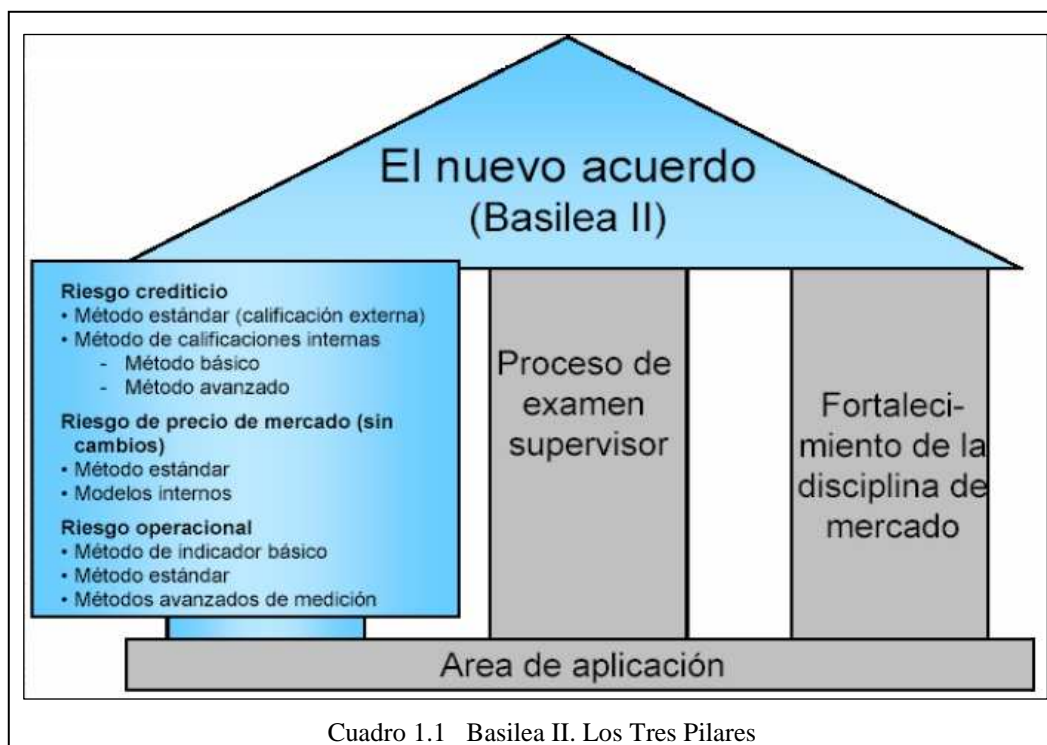 El nuevo acuerdo
(Basilea II)
Riesgo crediticio
• Método estándar (calificación externa)
• Método de calificaciones internas
- Método básico
- Método avanzado
Riesgo de precio de mercado (sin
cambios)
• Método estándar
• Modelos internos
Riesgo operacional
• Método de indicador básico
• Método estándar
• Métodos avanzados de medición
Proceso de
examen
supervisor
Fortaleci-
miento de la
disciplina de
mercado
Area de aplicación
Cuadro 1.1 Basilea II. Los Tres Pilares